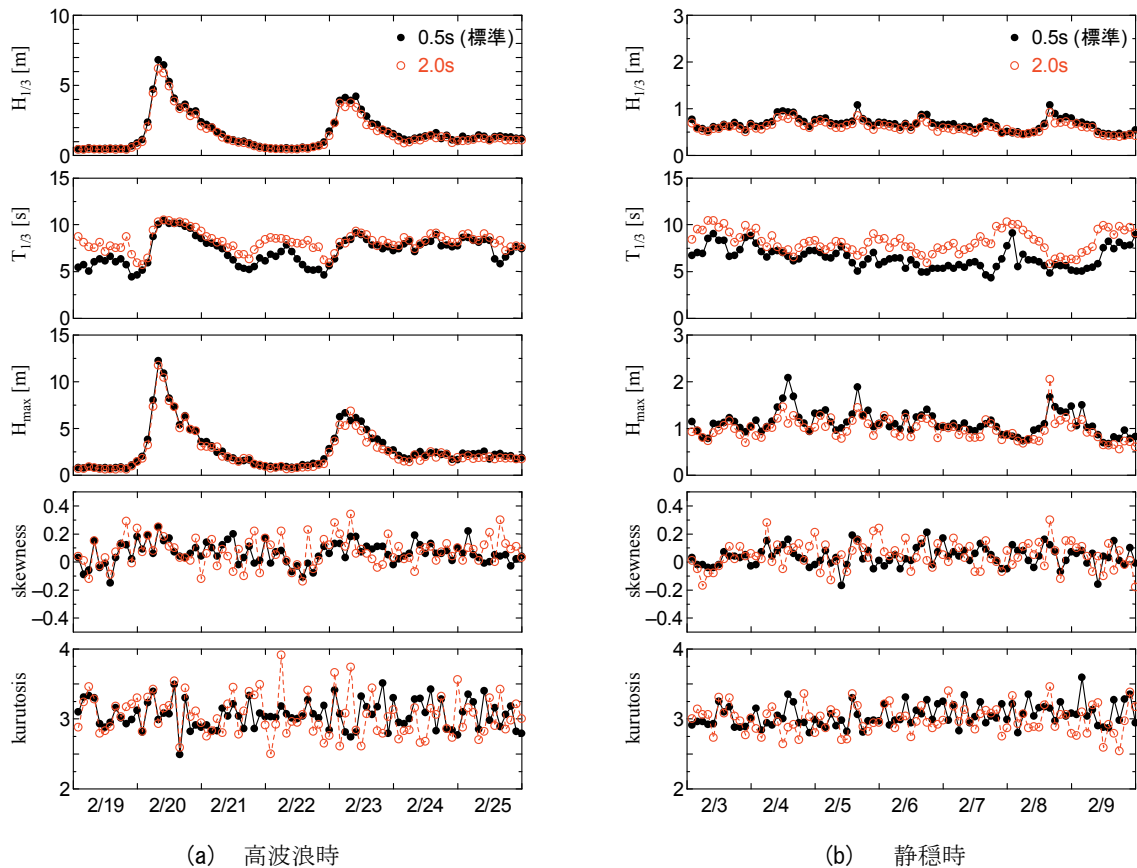 10
5
0
H1/3 [m]
0.5s (標準)
2.0s
15
10
5
0
T1/3 [s]
15
10
5
0
Hmax [m]
0.4
0.2
0.0
−0.2
−0.4
skewness
4
3
2
kurutosis
2/19 2/20 2/21 2/22 2/23 2/24 2/25
(a) 高波浪時
3
2
1
0
H1/3 [m]
0.5s (標準)
2.0s
15
10
5
0
T1/3 [s]
3
2
1
0
Hmax [m]
0.4
0.2
0.0
−0.2
−0.4
skewness
4
3
2
kurutosis
2/3 2/4 2/5 2/6 2/7 2/8 2/9
(b) 静穏時